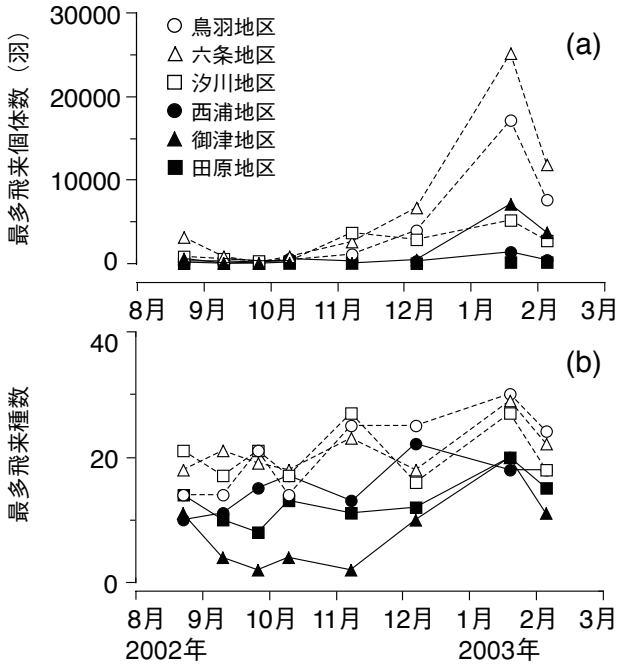 30000
20000
10000
0
最多飛来個体数（羽）
(a)
鳥羽地区
六条地区
汐川地区
西浦地区
御津地区
田原地区
8月 9月 10月 11月 12月 1月 2月 3月
40
20
0
最多飛来種数
(b)
8月 9月 10月 11月 12月 1月 2月 3月
2002年 2003年